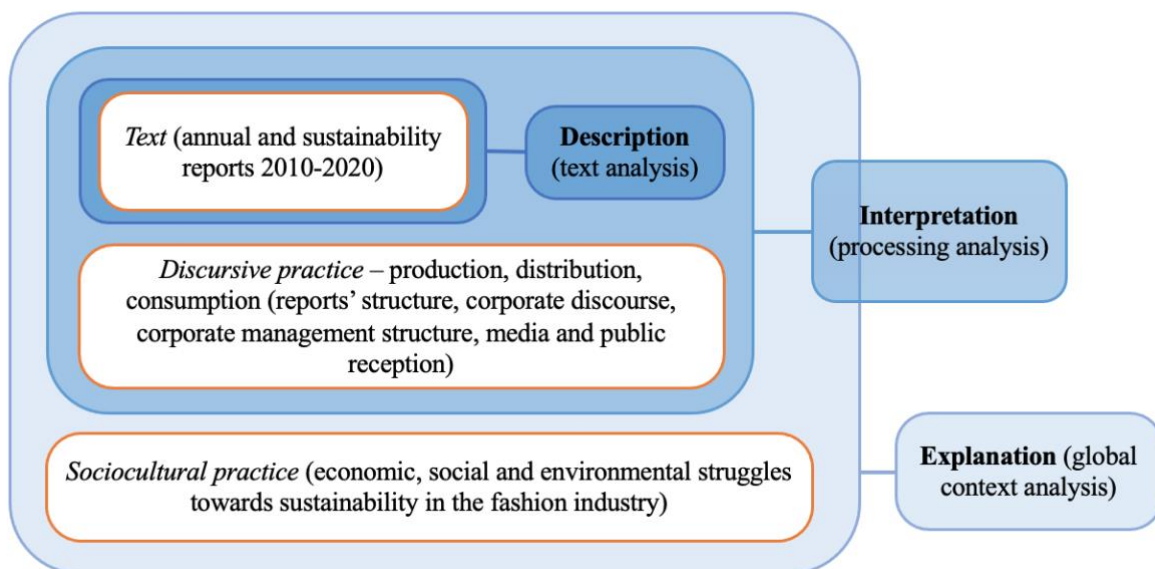 Text (annual and sustainability
reports 2010-2020)
Description
(text analysis)
Interpretation
(processing analysis)
Discursive practice – production, distribution,
consumption (reports’ structure, corporate discourse,
corporate management structure, media and public
reception)
Sociocultural practice (economic, social and environmental struggles
towards sustainability in the fashion industry)
Explanation (global
context analysis)